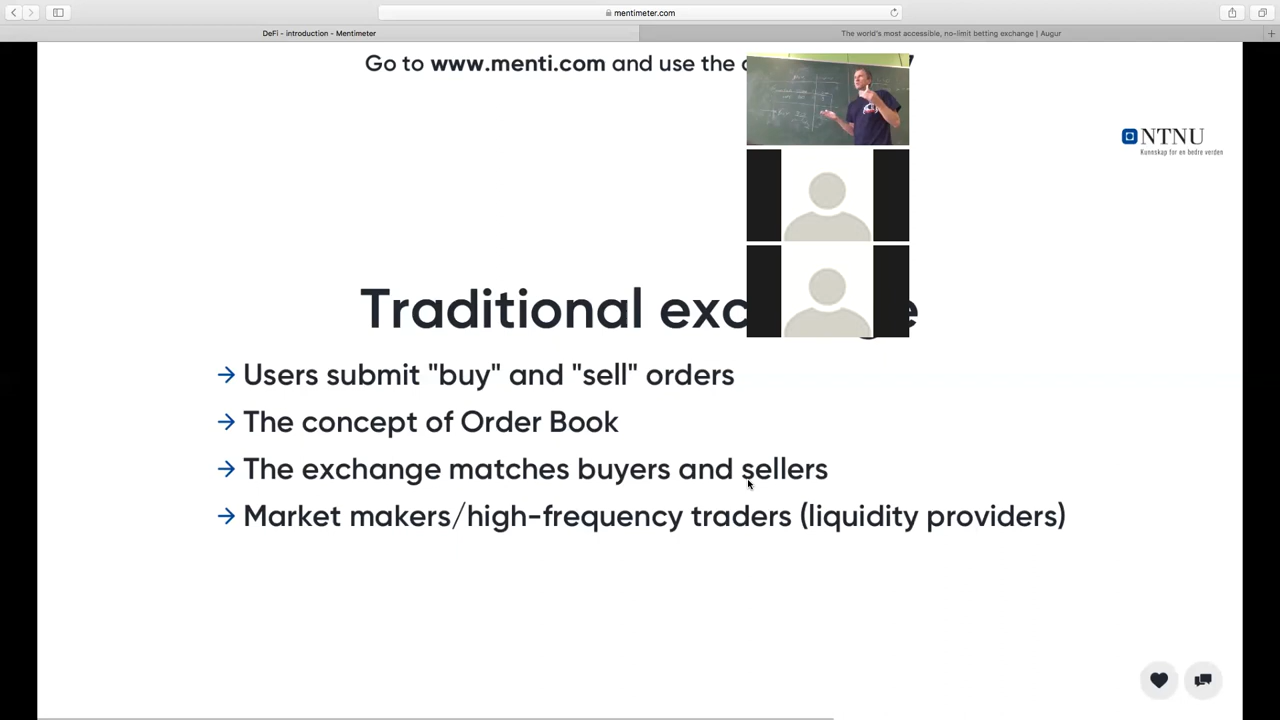 mentimeter.com
DeFi - introduction - Mentimeter
The world's most accessible, no-limit betting exchange | Augur
Go to www.menti.com and use the
NTNU
Kunnskap for en bedre verden
Traditional exc e
Users submit "buy" and "sell" orders
The concept of Order Book
The exchange matches buyers and sellers
Market makers/high-frequency traders (liquidity providers)